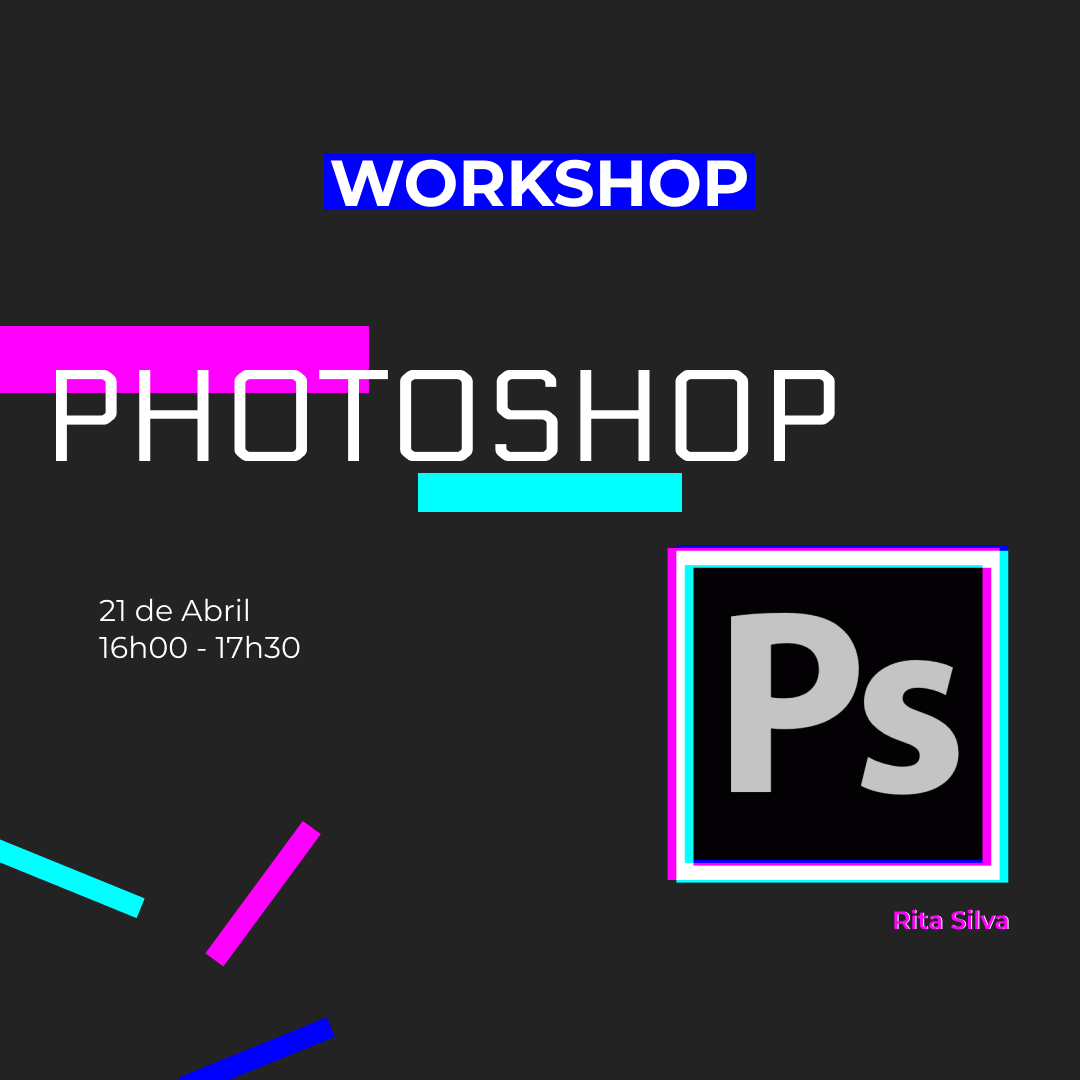 WORKSHOP
PHOTOSHOP
21 de Abril
16h00 - 17h30
Ps
Rita Silva